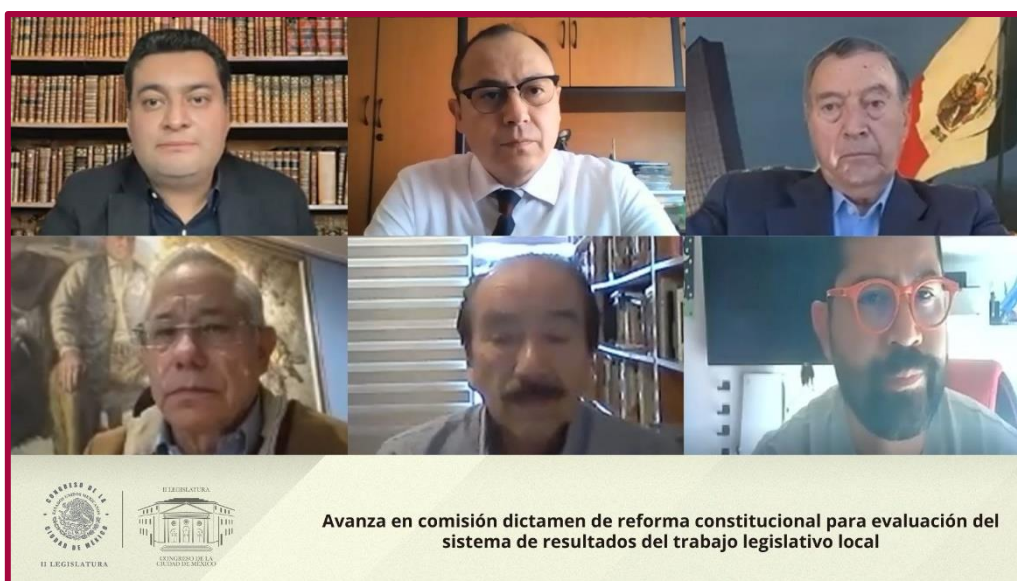 CONGRESO DE LA
CIUDAD DE MÉXICO
II LEGISLATURA
II LEGISLATURA
CONGRESO DE LA
CIUDAD DE MÉXICO
Avanza en comisión dictamen de reforma constitucional para evaluación del
sistema de resultados del trabajo legislativo local